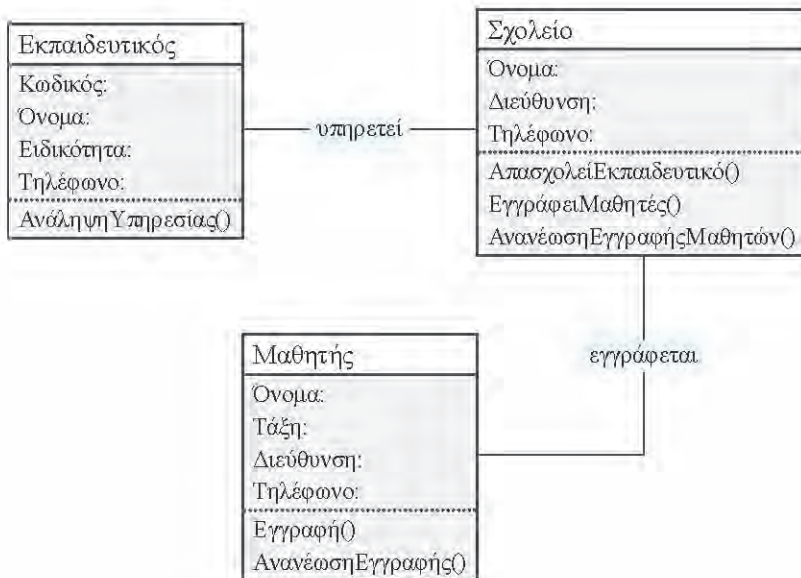 Εκπαιδευτικός
Κωδικός:
Όνομα:
Ειδικότητα:
Τηλέφωνο:
ΑνάληψηΥπηρεσίας()
υπηρετεί
Σχολείο
Όνομα:
Διεύθυνση:
Τηλέφωνο:
ΑπασχολείΕκπαιδευτικό()
ΕγγράφειΜαθητές()
ΑνανέωσηΕγγραφήςΜαθητών()
εγγράφεται
Μαθητής
Όνομα:
Τάξη:
Διεύθυνση:
Τηλέφωνο:
Εγγραφή()
ΑνανέωσηΕγγραφής()